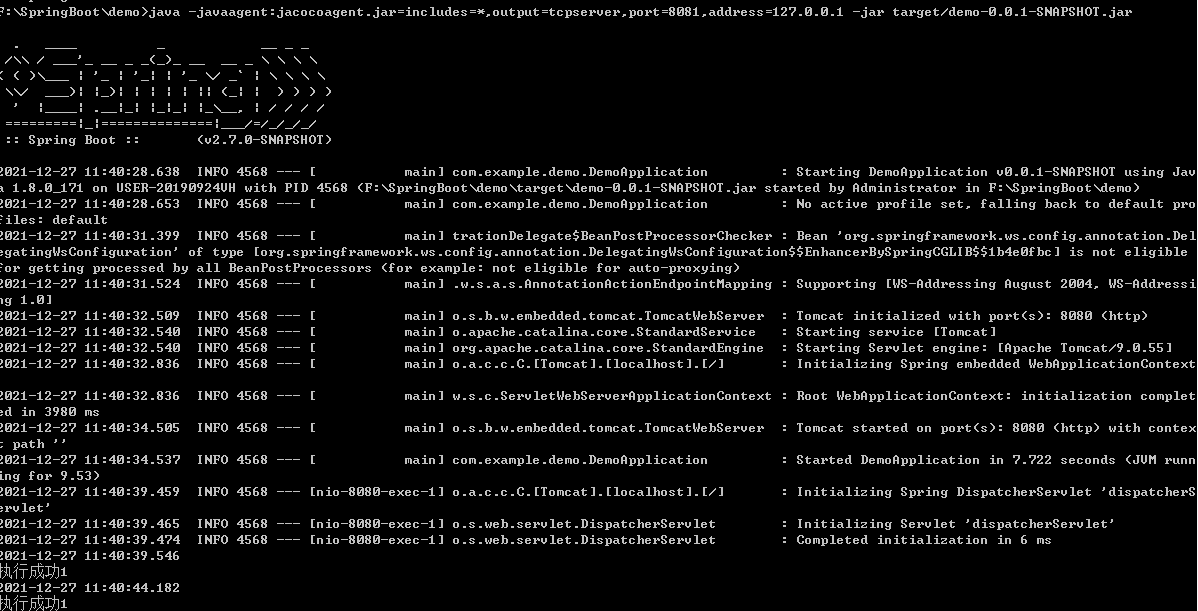 F:\SpringBoot\demo>java -javaagent:jacocoagent.jar=includes=*,output=tcpserver,port=8081,address=127.0.0.1 -jar target/demo-0.0.1-SNAPSHOT.jar
Spring
:: Spring Boot :: (v2.7.0-SNAPSHOT)
2021-12-27 11:40:28.638 INFO 4568 --- [ main] com.example.demo.DemoApplication : Starting DemoApplication v0.0.1-SNAPSHOT using Jav
a 1.8.0_171 on USER-20190924VH with PID 4568 (F:\SpringBoot\demo\target\demo-0.0.1-SNAPSHOT.jar started by Administrator in F:\SpringBoot\demo)
2021-12-27 11:40:28.653 INFO 4568 --- [ main] com.example.demo.DemoApplication : No active profile set, falling back to default pro
files: default
2021-12-27 11:40:31.399 INFO 4568 --- [ main] trationDelegate$BeanPostProcessorChecker : Bean 'org.springframework.ws.config.annotation.Del
egatingWsConfiguration' of type [org.springframework.ws.config.annotation.DelegatingWsConfiguration$$EnhancerBySpringCGLIB$$1b4e0fbc] is not eligible
for getting processed by all BeanPostProcessors (for example: not eligible for auto-proxying)
2021-12-27 11:40:31.524 INFO 4568 --- [ main] .w.s.a.s.AnnotationActionEndpointMapping : Supporting [WS-Addressing August 2004, WS-Addressi
ng 1.0]
2021-12-27 11:40:32.509 INFO 4568 --- [ main] o.s.b.w.embedded.tomcat.TomcatWebServer : Tomcat initialized with port(s): 8080 (http)
2021-12-27 11:40:32.540 INFO 4568 --- [ main] o.apache.catalina.core.StandardService : Starting service [Tomcat]
2021-12-27 11:40:32.540 INFO 4568 --- [ main] org.apache.catalina.core.StandardEngine : Starting Servlet engine: [Apache Tomcat/9.0.55]
2021-12-27 11:40:32.836 INFO 4568 --- [ main] o.a.c.c.C.[Tomcat].[localhost].[/] : Initializing Spring embedded WebApplicationContext
2021-12-27 11:40:32.836 INFO 4568 --- [ main] w.s.c.ServletWebServerApplicationContext : Root WebApplicationContext: initialization complet
ed in 3980 ms
2021-12-27 11:40:34.505 INFO 4568 --- [ main] o.s.b.w.embedded.tomcat.TomcatWebServer : Tomcat started on port(s): 8080 (http) with contex
t path ''
2021-12-27 11:40:34.537 INFO 4568 --- [ main] com.example.demo.DemoApplication : Started DemoApplication in 7.722 seconds (JVM runn
ing for 9.53)
2021-12-27 11:40:39.459 INFO 4568 --- [nio-8080-exec-1] o.a.c.c.C.[Tomcat].[localhost].[/] : Initializing Spring DispatcherServlet 'dispatcherS
ervlet'
2021-12-27 11:40:39.465 INFO 4568 --- [nio-8080-exec-1] o.s.web.servlet.DispatcherServlet : Initializing Servlet 'dispatcherServlet'
2021-12-27 11:40:39.474 INFO 4568 --- [nio-8080-exec-1] o.s.web.servlet.DispatcherServlet : Completed initialization in 6 ms
2021-12-27 11:40:39.546
执行成功1
2021-12-27 11:40:44.182
执行成功1